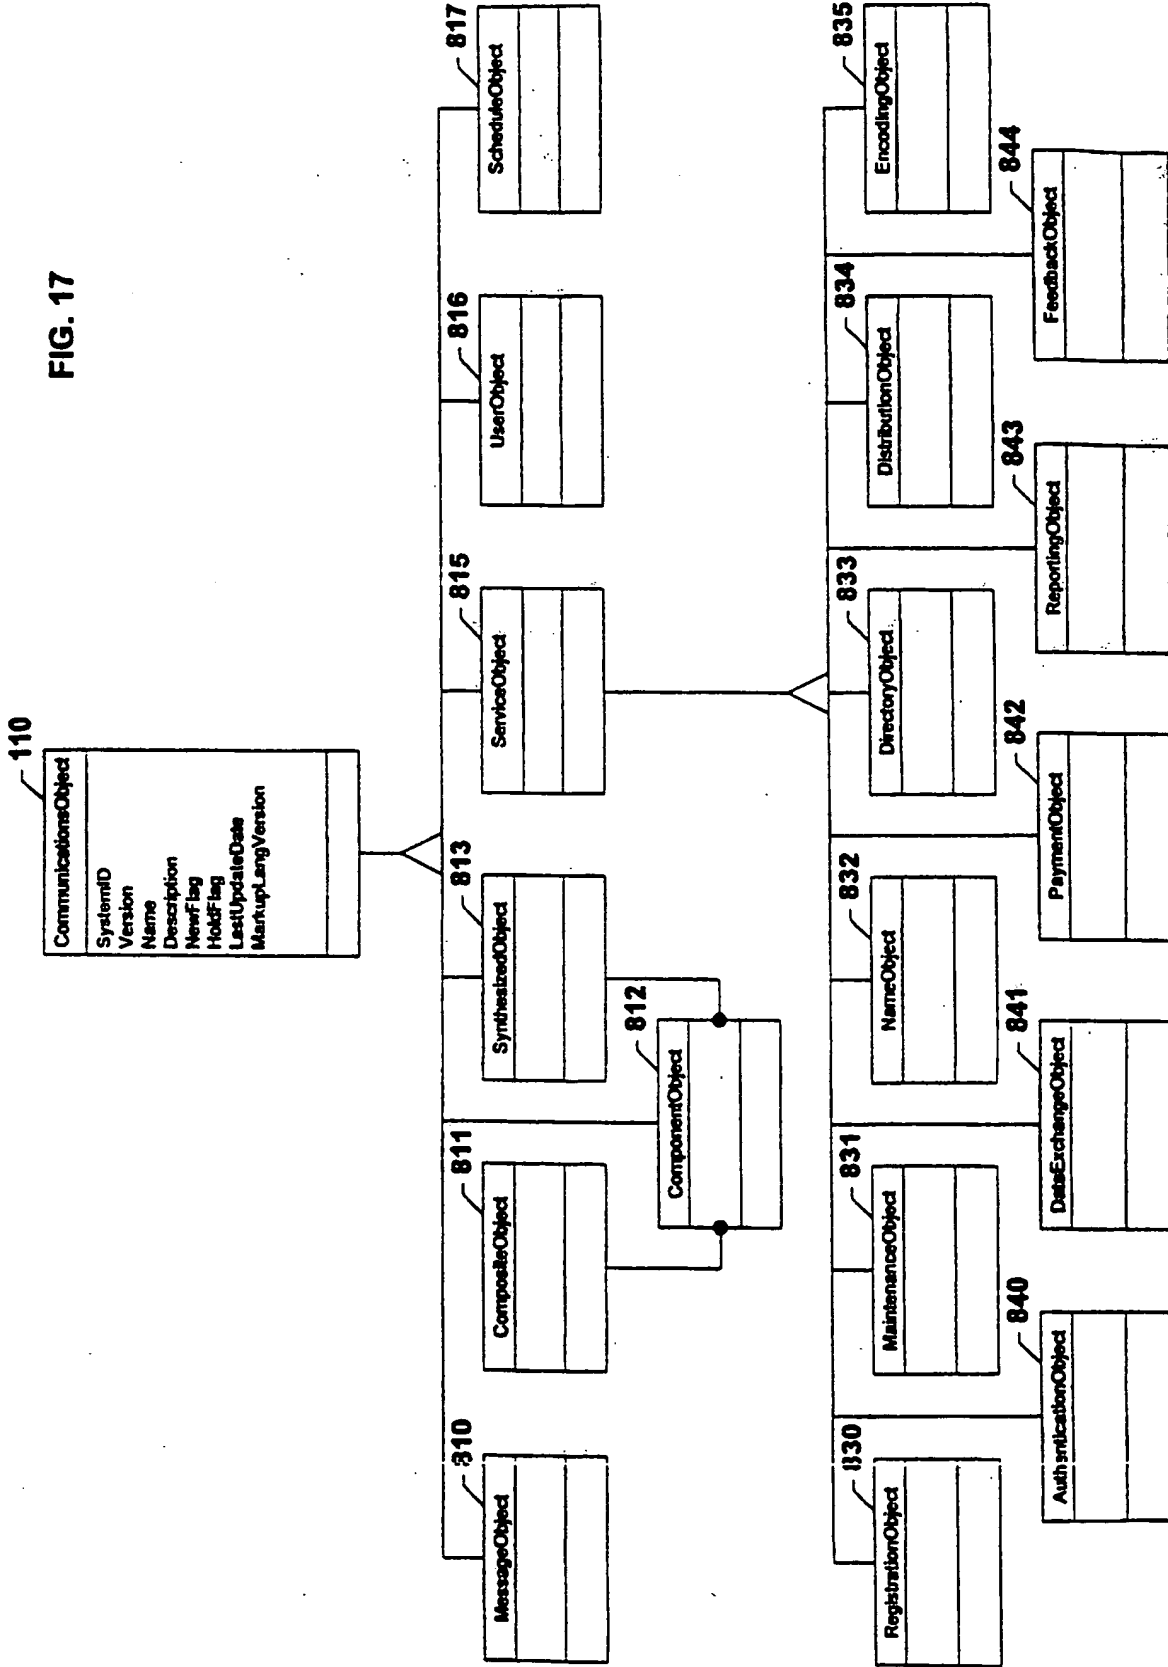 FIG. 17
110
CommunicationsObject
SystemID
Version
Name
Description
NewFlag
HoldFlag
LastUpdateDate
MarkupLangVersion
810
MessageObject
811
CompositeObject
813
SynthesizedObject
815
ServiceObject
816
UserObject
817
ScheduleObject
812
ComponentObject
830
RegistrationObject
831
MaintenanceObject
832
NameObject
833
DirectoryObject
834
DistributionObject
835
EncodingObject
840
AuthenticationObject
841
DataExchangeObject
842
PaymentObject
843
ReportingObject
844
FeedbackObject